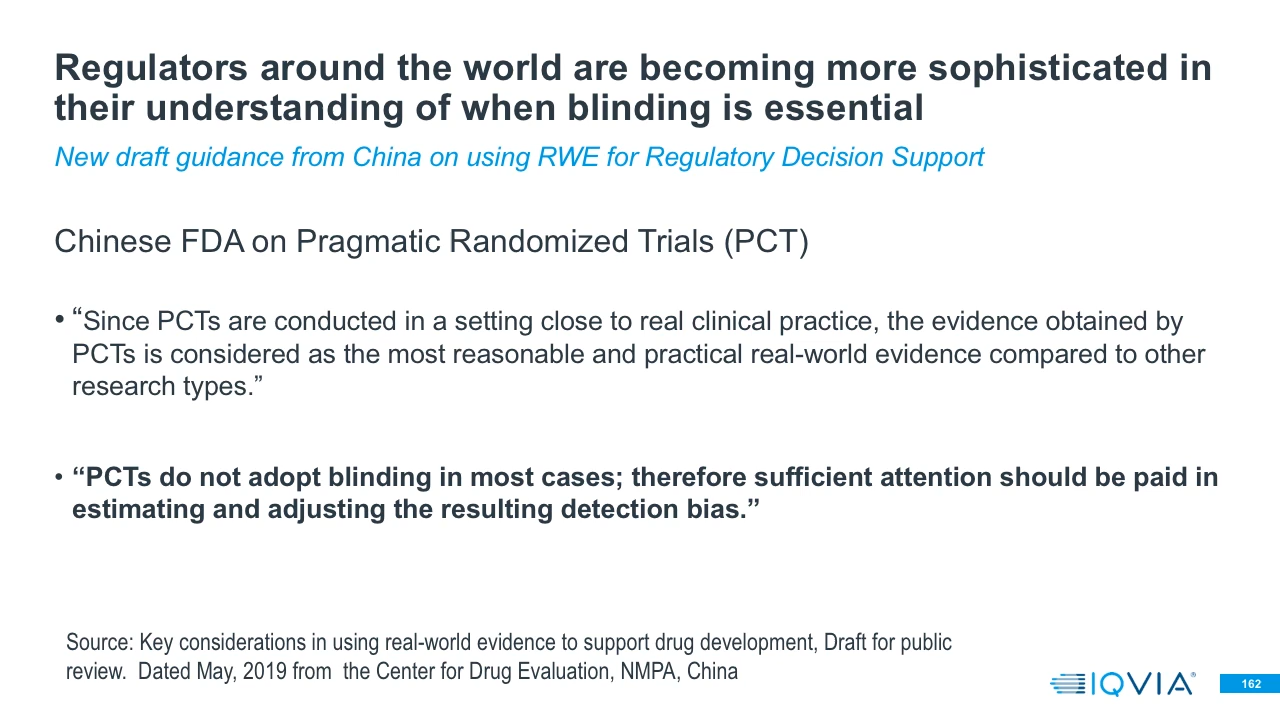 Regulators around the world are becoming more sophisticated in
their understanding of when blinding is essential
New draft guidance from China on using RWE for Regulatory Decision Support
Chinese FDA on Pragmatic Randomized Trials (PCT)
• “Since PCTs are conducted in a setting close to real clinical practice, the evidence obtained by
PCTs is considered as the most reasonable and practical real-world evidence compared to other
research types.”
• “PCTs do not adopt blinding in most cases; therefore sufficient attention should be paid in
estimating and adjusting the resulting detection bias.”
Source: Key considerations in using real-world evidence to support drug development, Draft for public
review.  Dated May, 2019 from  the Center for Drug Evaluation, NMPA, China
IQVIA®
162